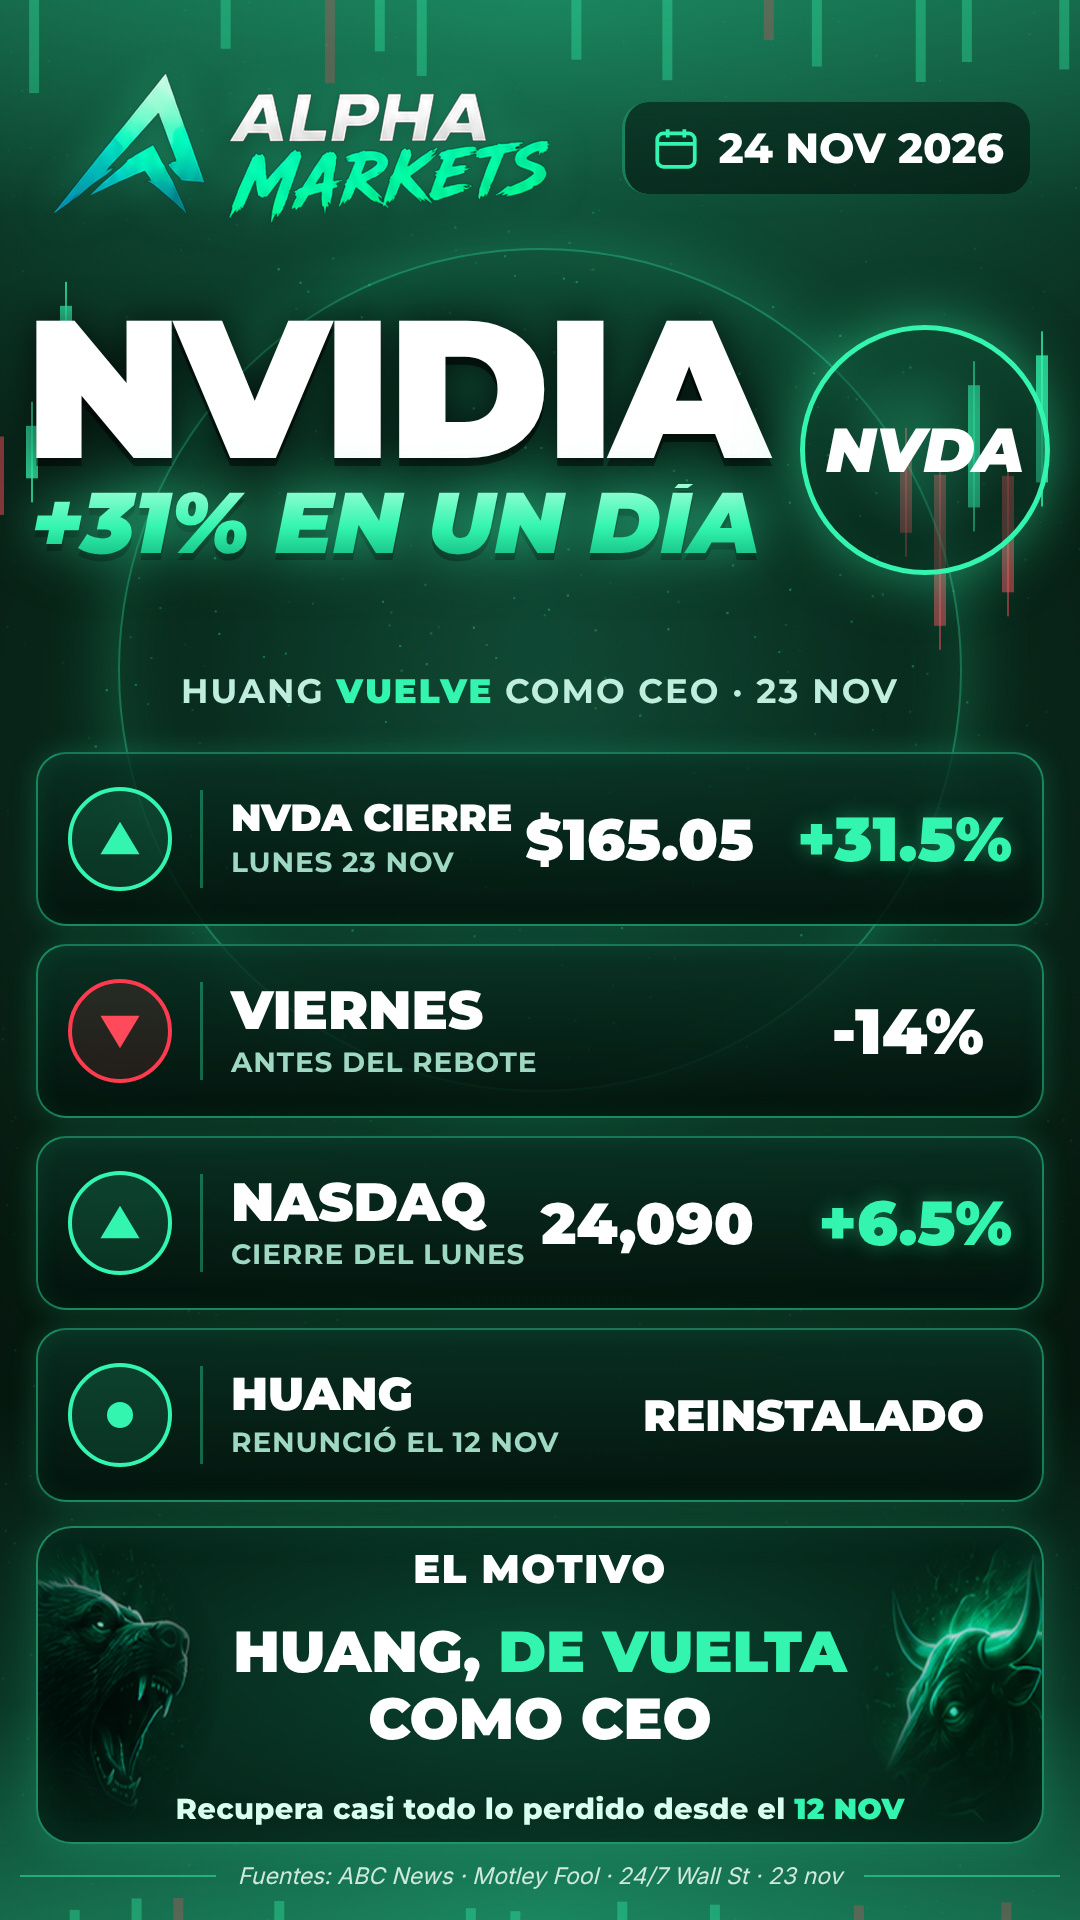 ALPHA
MARKETS
24 NOV 2026
NVIDIA
+31% EN UN DÍA
NVDA
HUANG VUELVE COMO CEO · 23 NOV
NVDA CIERRE
LUNES 23 NOV
$165.05
+31.5%
VIERNES
ANTES DEL REBOTE
-14%
NASDAQ
CIERRE DEL LUNES
24,090
+6.5%
HUANG
RENUNCIÓ EL 12 NOV
REINSTALADO
EL MOTIVO
HUANG, DE VUELTA
COMO CEO
Recupera casi todo lo perdido desde el 12 NOV
Fuentes: ABC News · Motley Fool · 24/7 Wall St · 23 nov